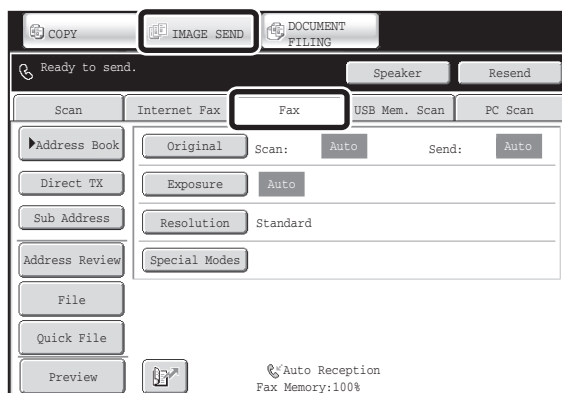 COPY
IMAGE SEND
DOCUMENT
FILING
Ready to send.
Speaker
Resend
Scan
Internet Fax
Fax
USB Mem. Scan
PC Scan
Address Book
Original
Scan:
Auto
Send:
Auto
Direct TX
Exposure
Auto
Sub Address
Resolution
Standard
Address Review
Special Modes
File
Quick File
Preview
Auto Reception
Fax Memory:100%